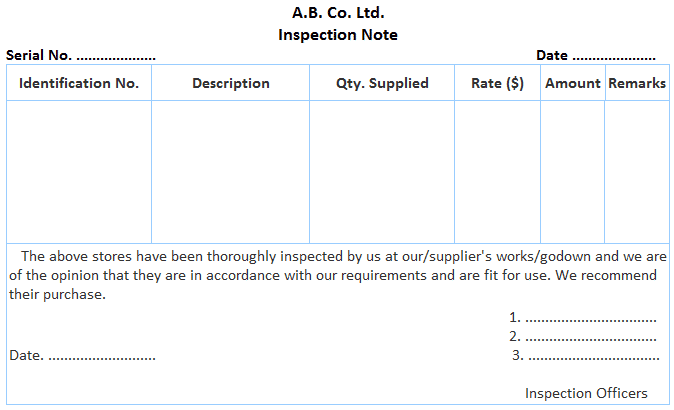 A.B. Co. Ltd.
Inspection Note
Serial No. .................... Date .....................
Identification No. Description Qty. Supplied Rate ($) Amount Remarks
The above stores have been thoroughly inspected by us at our/supplier's works/godown and we are
of the opinion that they are in accordance with our requirements and are fit for use. We recommend
their purchase.
1. .................................
2. .................................
Date. ........................... 3. .................................
Inspection Officers